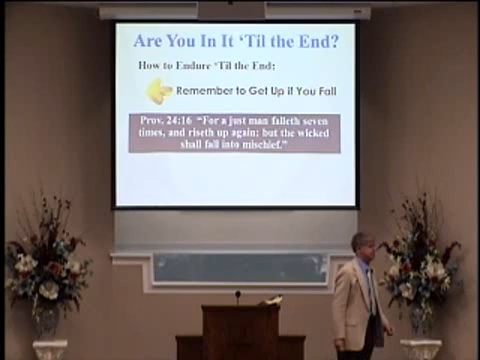 Are You In It ‘Til the End?
How to Endure ‘Til the End:
Remember to Get Up if You Fall
Prov. 24:16 “For a just man falleth seven
times, and riseth up again: but the wicked
shall fall into mischief.”